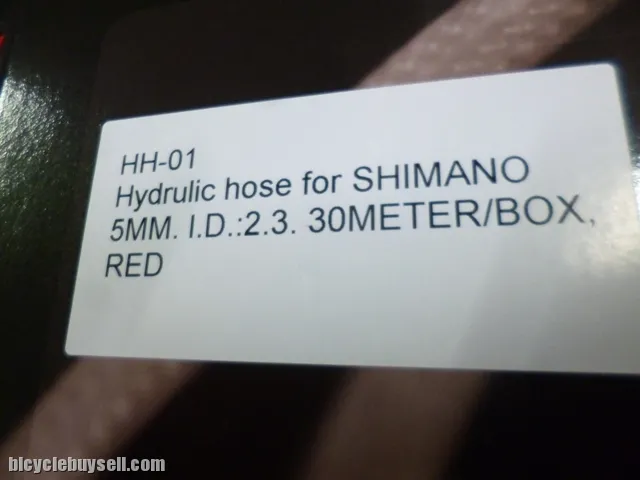 HH-01
Hydrulic hose for SHIMANO
5MM. I.D.:2.3. 30METER/BOX,
RED
bicyclebuysell.com